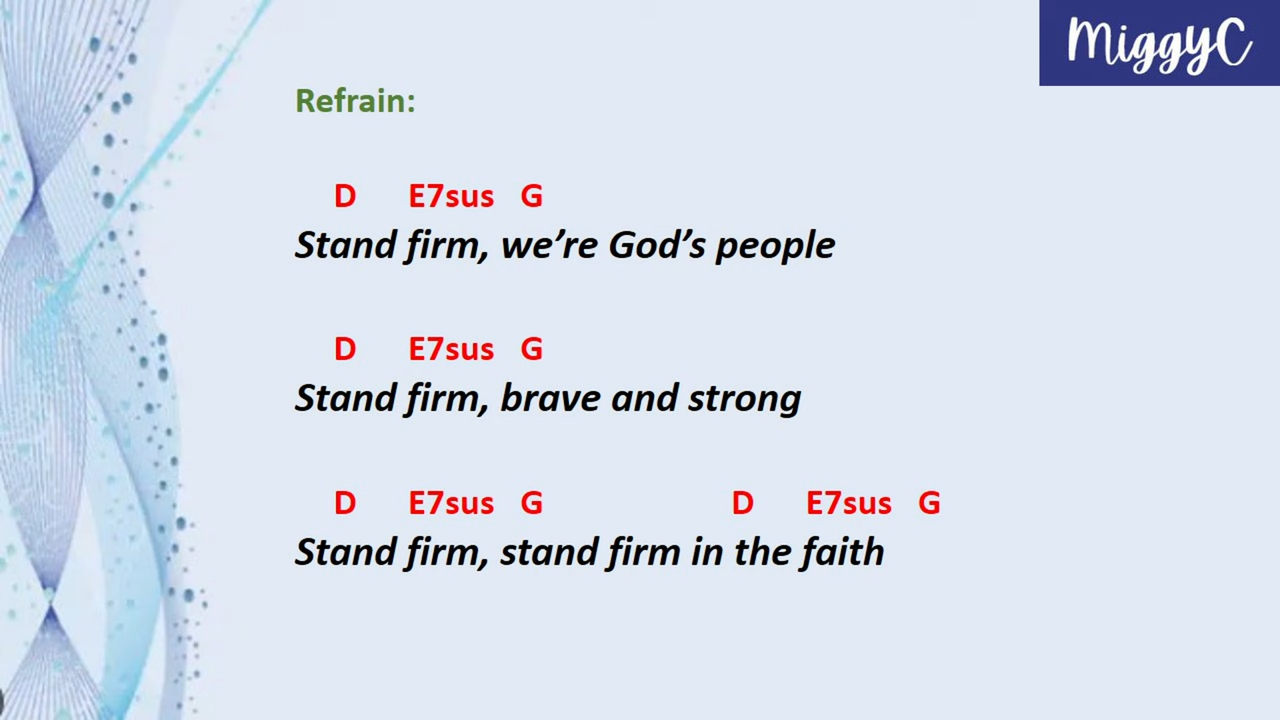 MiggyC
Refrain:
D E7sus G
Stand firm, we’re God’s people
D E7sus G
Stand firm, brave and strong
D E7sus G D E7sus G
Stand firm, stand firm in the faith